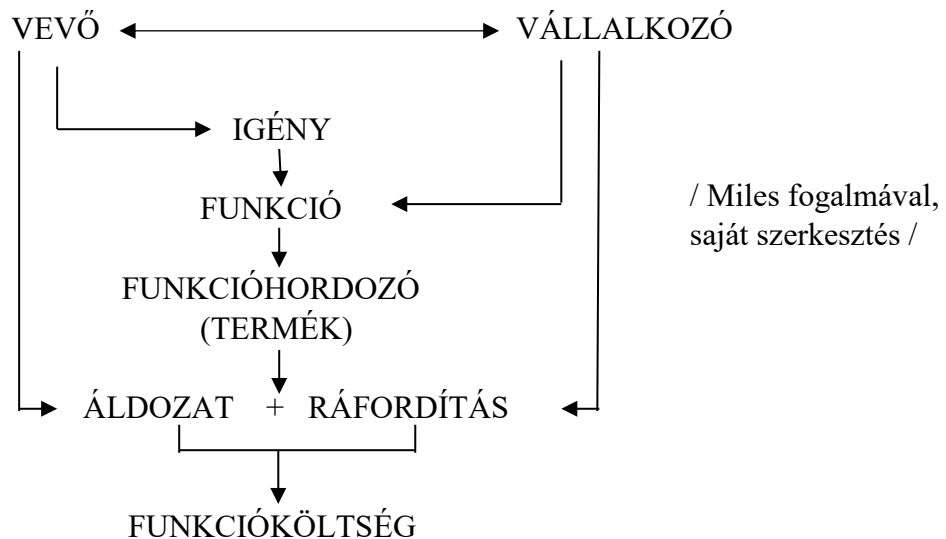 VEVŐ VÁLLALKOZÓ
IGÉNY
FUNKCIÓ
/ Miles fogalmával,
saját szerkesztés /
FUNKCIÓHORDOZÓ
(TERMÉK)
ÁLDOZAT + RÁFORDÍTÁS
FUNKCIÓKÖLTSÉG